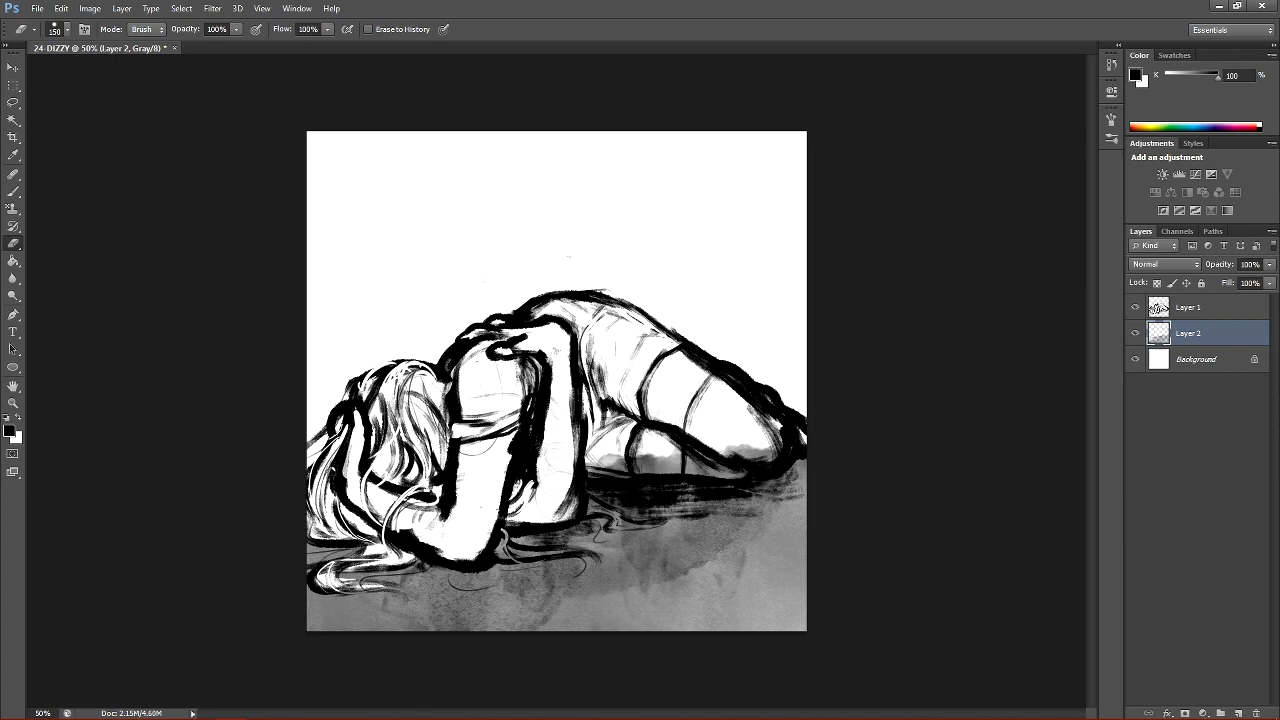 Ps File Edit Image Layer Type Select Filter 3D View Window Help
150 Mode: Brush Opacity: 100% Flow: 100% Erase to History Essentials
24-DIZZY @ 50% (Layer 2, Gray/8) * ×
Color Swatches
K 100 %
Adjustments Styles
Add an adjustment
Layers Channels Paths
Kind
Normal Opacity: 100%
Lock: Fill: 100%
Layer 1
Layer 2
Background
50% Doc: 2.15M/4.60M